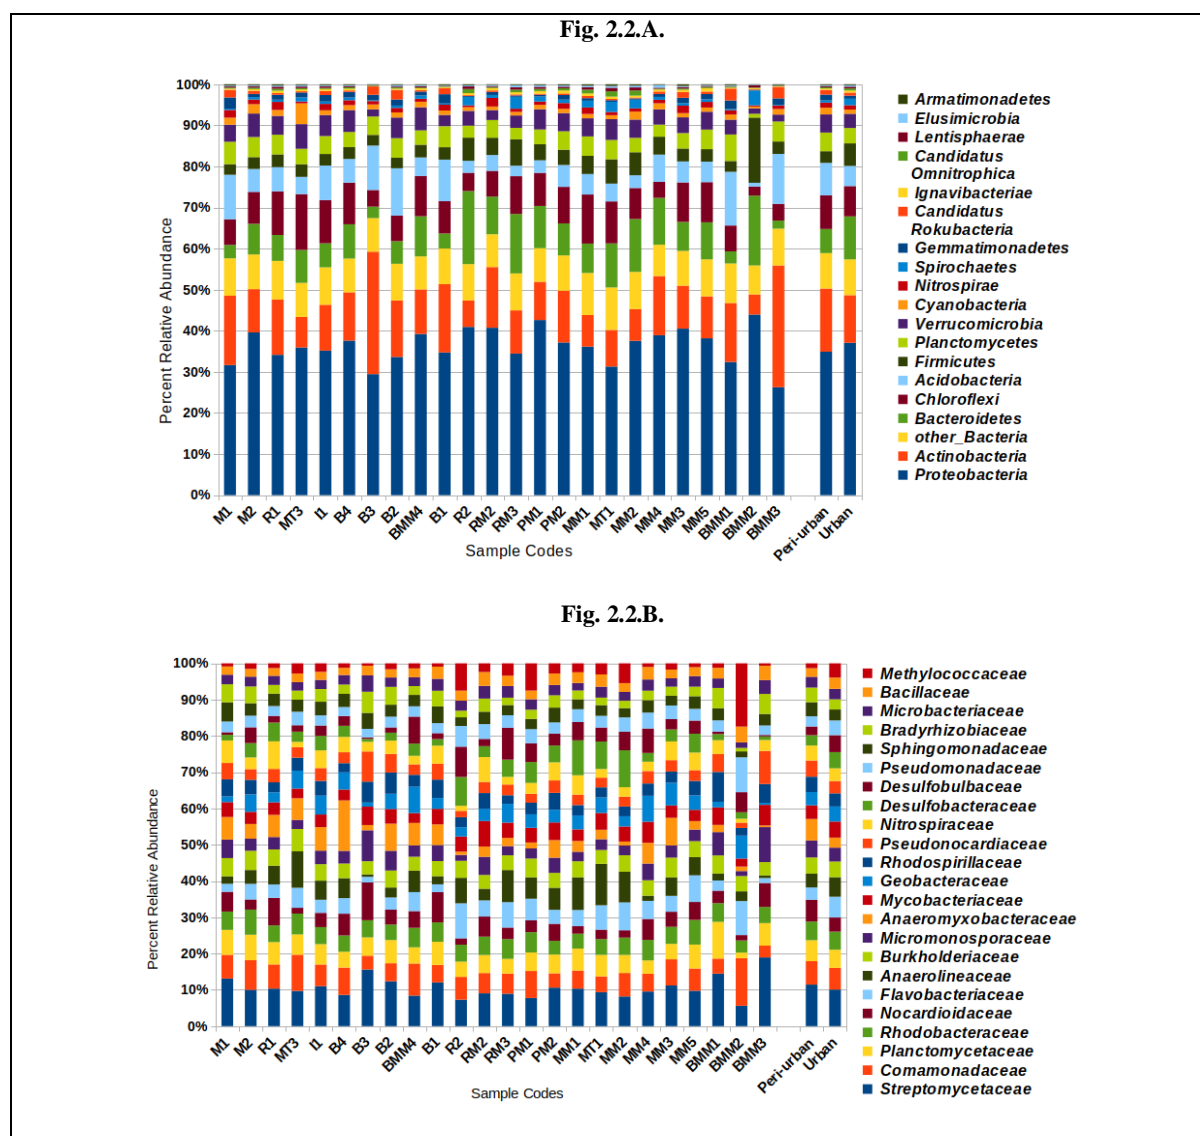 Fig. 2.2.A.
100%
90%
80%
70%
60%
50%
40%
30%
20%
10%
0%
Percent Relative Abundance
M1
M2
R1
MT3
I1
B4
B3
B2
BMM4
B1
R2
RM2
RM3
PM1
PM2
MM1
MT1
MM2
MM4
MM3
MM5
BMM1
BMM2
BMM3
Peri-urban
Urban
Sample Codes
Armatimonadetes
Elusimicrobia
Lentisphaerae
Candidatus
Omnitrophica
Ignavibacteriae
Candidatus
Rokubacteria
Gemmatimonadetes
Spirochaetes
Nitrospirae
Cyanobacteria
Verrucomicrobia
Planctomycetes
Firmicutes
Acidobacteria
Chloroflexi
Bacteroidetes
other_Bacteria
Actinobacteria
Proteobacteria
Fig. 2.2.B.
100%
90%
80%
70%
60%
50%
40%
30%
20%
10%
0%
Percent Relative Abundance
M1
M2
R1
MT3
I1
B4
B3
B2
BMM4
B1
R2
RM2
RM3
PM1
PM2
MM1
MT1
MM2
MM4
MM3
MM5
BMM1
BMM2
BMM3
Peri-urban
Urban
Sample Codes
Methylococcaceae
Bacillaceae
Microbacteriaceae
Bradyrhizobiaceae
Sphingomonadaceae
Pseudomonadaceae
Desulfobulbaceae
Desulfobacteraceae
Nitrospiraceae
Pseudonocardiaceae
Rhodospirillaceae
Geobacteraceae
Mycobacteriaceae
Anaeromyxobacteraceae
Micromonosporaceae
Burkholderiaceae
Anaerolineaceae
Flavobacteriaceae
Nocardioidaceae
Rhodobacteraceae
Planctomycetaceae
Comamonadaceae
Streptomycetaceae